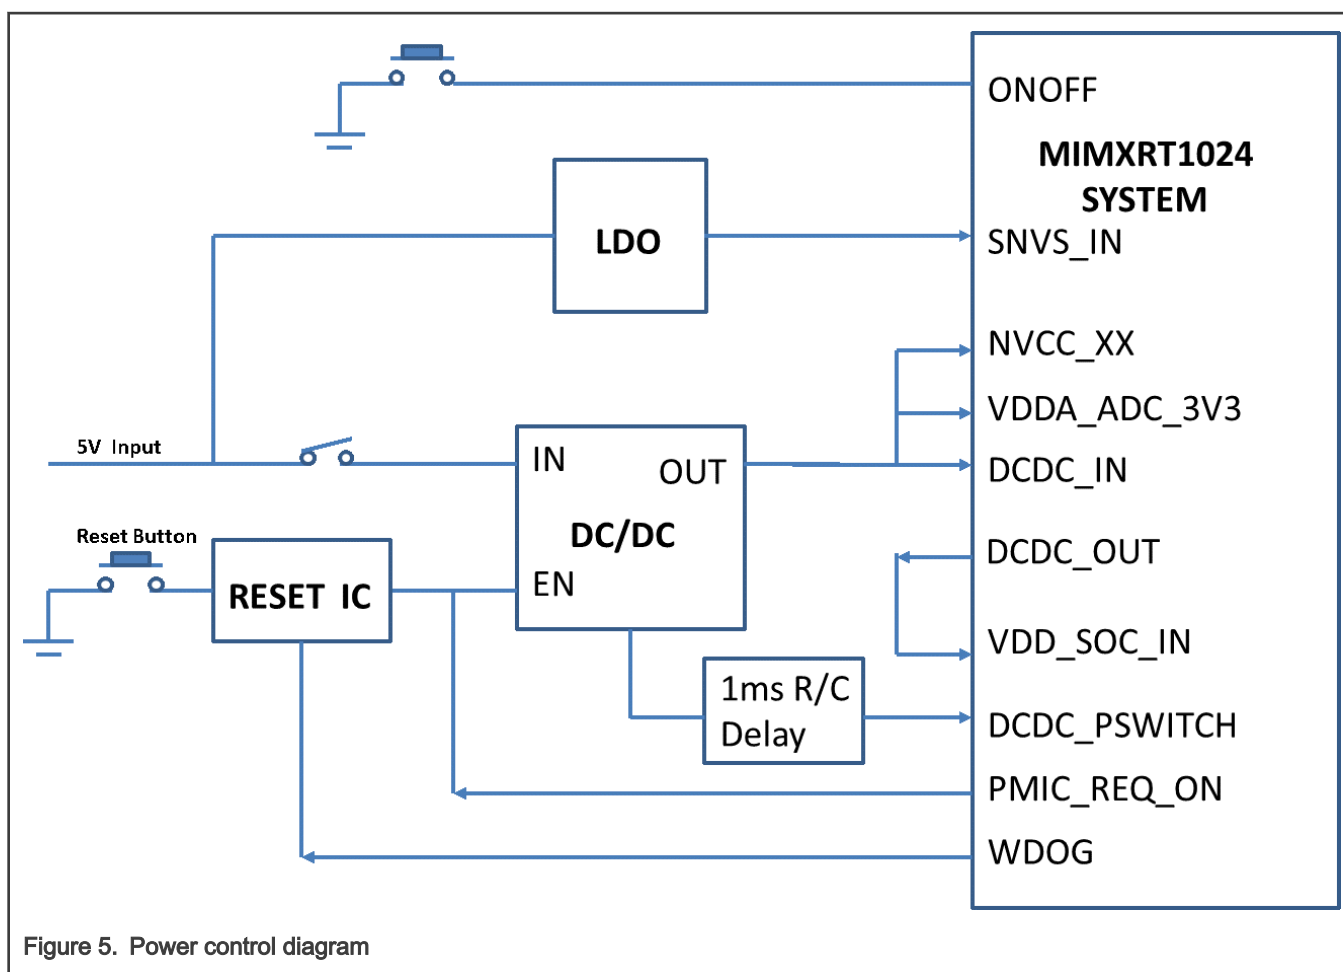 ONOFF
MIMXRT1024
SYSTEM
LDO
SNVS_IN
NVCC_XX
VDDA_ADC_3V3
5V Input
IN
OUT
DCDC_IN
DC/DC
Reset Button
DCDC_OUT
RESET IC
EN
VDD_SOC_IN
1ms R/C
Delay
DCDC_PSWITCH
PMIC_REQ_ON
WDOG
Figure 5. Power control diagram